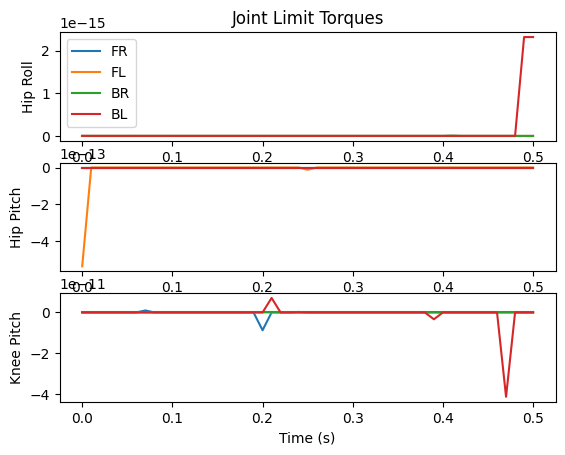 Joint Limit Torques
1e−15
Hip Roll
2
1
0
FR
FL
BR
BL
0.0 0.1 0.2 0.3 0.4 0.5
1e−13
Hip Pitch
0
−2
−4
0.0 0.1 0.2 0.3 0.4 0.5
1e−11
Knee Pitch
0
−2
−4
0.0 0.1 0.2 0.3 0.4 0.5
Time (s)